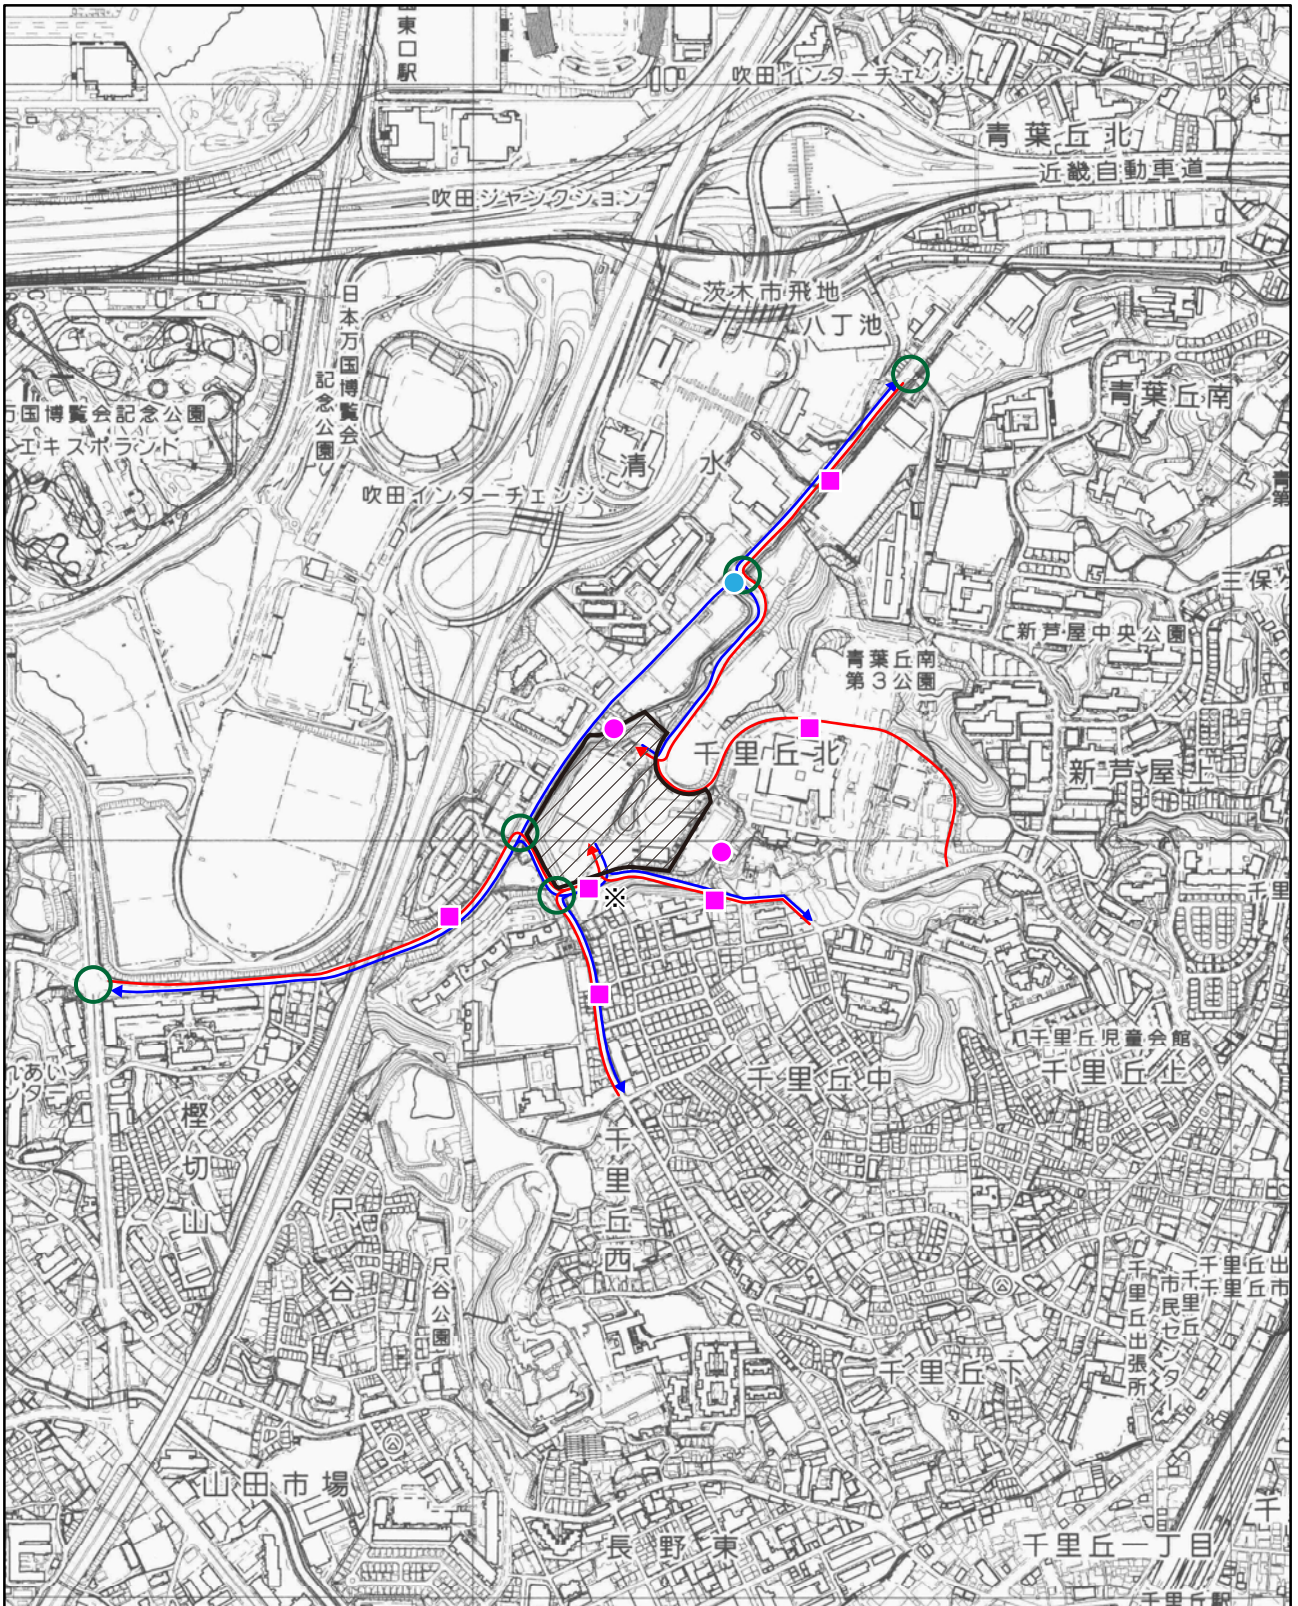 東口駅
吹田インターチェンジ
青葉丘北
近畿自動車道
吹田ジャンクション
茨木市飛地
八丁池
日本万国博覧会
記念公園
青葉丘南
万国博覧会記念公園
エキスポランド
清水
吹田インターチェンジ
三保ケ
新芦屋中央公園
青葉丘南
第3公園
千里丘北
新芦屋上
千里
※
千里丘児童会館
千里丘中
里丘上
れあい
樫切山
千里丘西
尺谷
尺谷公園
千里丘出張所
市民センター
千里丘
千里丘下
山田市場
長野東
千里丘一丁目
千
千里丘駅